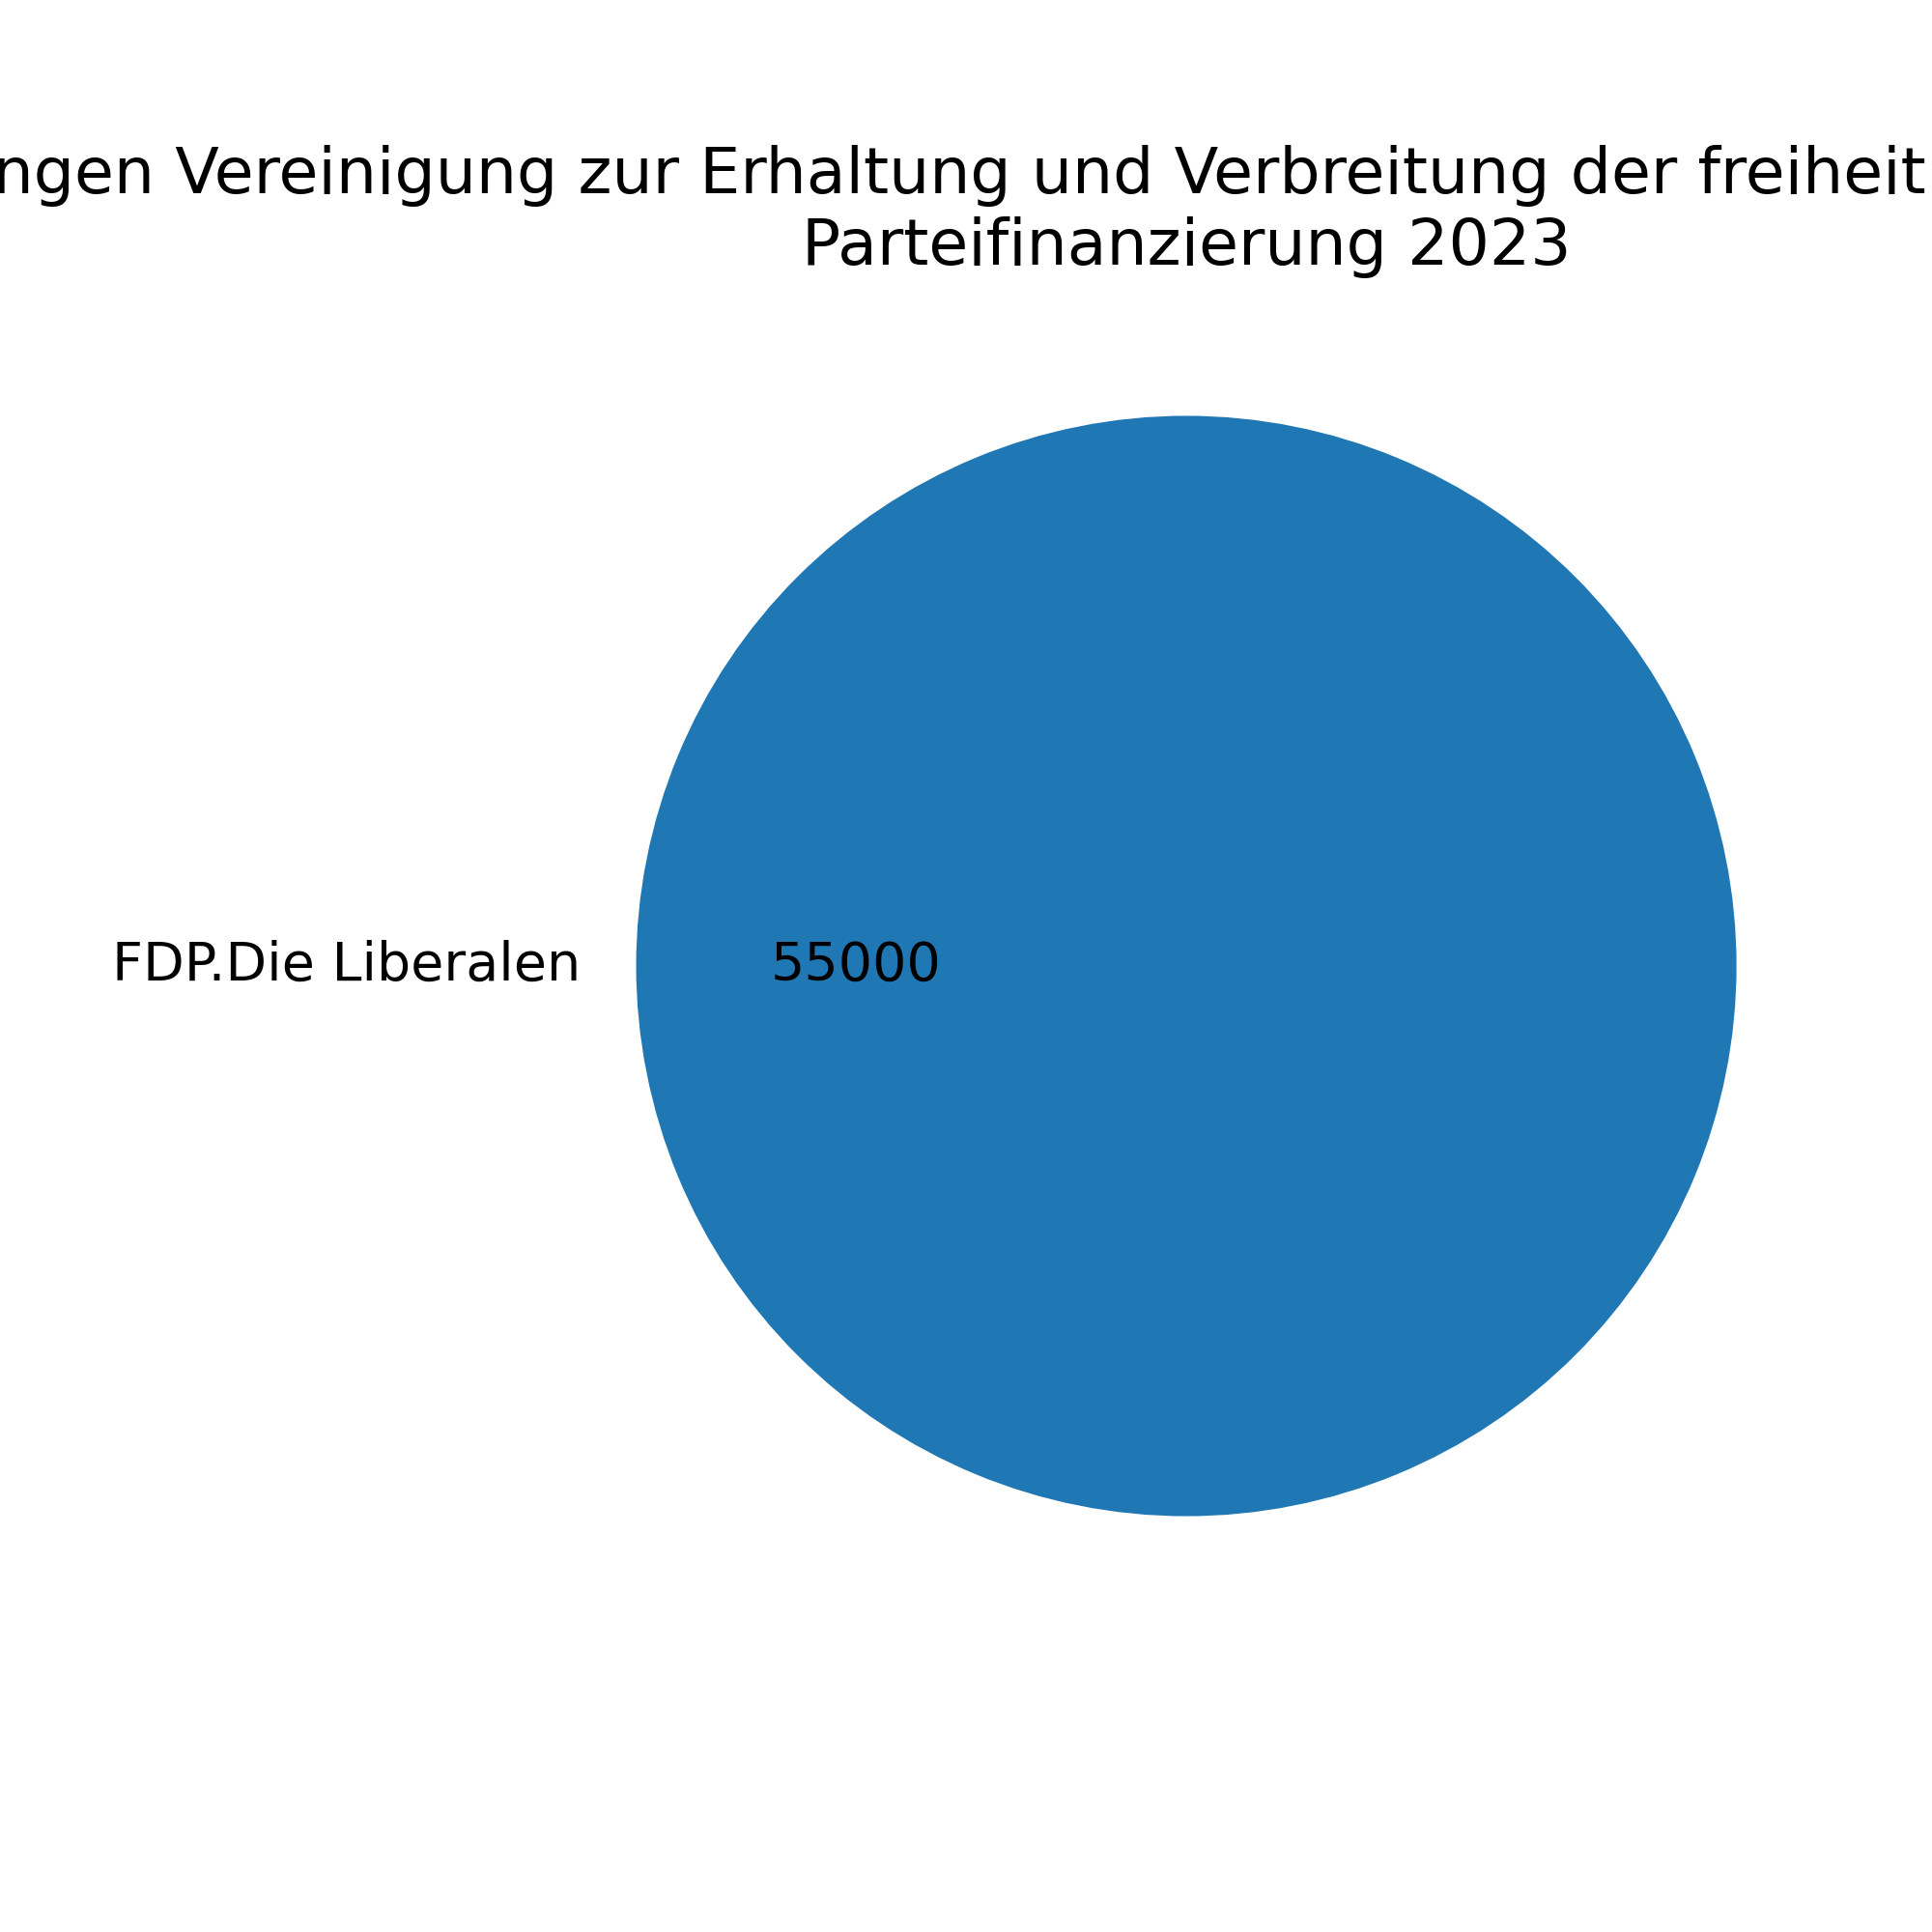 ngen Vereinigung zur Erhaltung und Verbreitung der freiheit
Parteifinanzierung 2023
FDP.Die Liberalen
55000